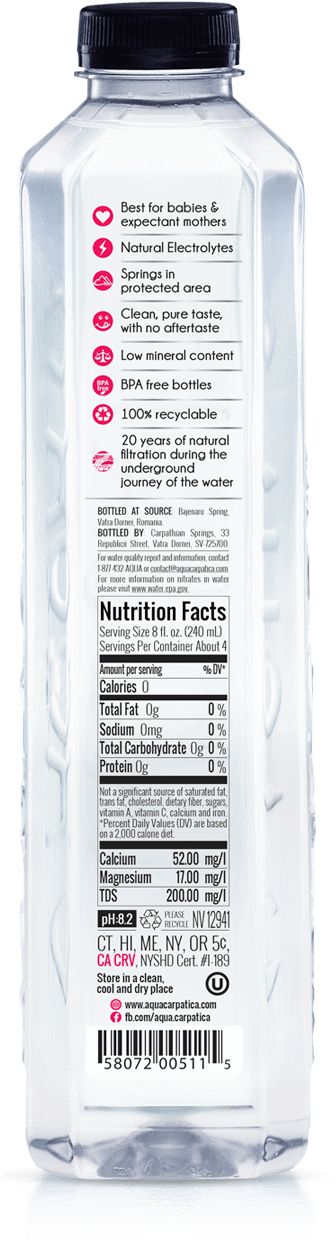 Best for babies &
expectant mothers
Natural Electrolytes
Springs in
protected area
Clean, pure taste,
with no aftaste
Low mineral content
BPA
free
BPA free bottles
100% recyclable
20 years of natural
filtration during the
underground
journey of the water
BOTTLED AT SOURCE Bajenaru Spring,
Vatra Dornei, Romania
BOTTLED BY Carpathian Springs, 33
Republicii Street, Vatra Dornei, SV-725700.
For water quality report and information, contact
1-877-432-AQUA or contact@aquacarpatica.com
For more information on nitrates in water
please visit www.water.epa.gov.
Nutrition Facts
Serving Size 8 fl. oz. (240 mL)
Servings Per Container About 4
Amount per serving % DV*
Calories 0
Total Fat 0g 0 %
Sodium 0mg 0 %
Total Carbohydrate 0g 0 %
Protein 0g 0 %
Not a significant source of saturated fat,
trans fat, cholesterol, dietary fiber, sugars,
vitamin A, vitamin C, calcium and iron.
*Percent Daily Values (DV) are based
on a 2,000 calorie diet.
Calcium 52.00 mg/l
Magnesium 17.00 mg/l
TDS 200.00 mg/l
pH:8.2 PLEASE RECYCLE NV 12941
CT, HI, ME, NY, OR 5¢,
CA CRV, NYSHD Cert. #1-189
Store in a clean,
cool and dry place
U
www.aquacarpatica.com
fb.com/aqua.carpatica
58072 00511 5